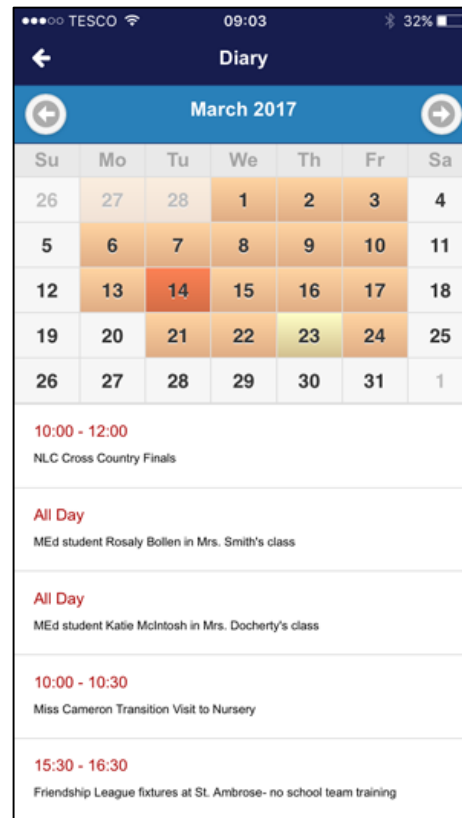 TESCO 09:03 32%
Diary
March 2017
Su Mo Tu We Th Fr Sa
26 27 28 1 2 3 4
5 6 7 8 9 10 11
12 13 14 15 16 17 18
19 20 21 22 23 24 25
26 27 28 29 30 31 1
10:00 - 12:00
NLC Cross Country Finals
All Day
MEd student Rosaly Bollen in Mrs. Smith's class
All Day
MEd student Katie McIntosh in Mrs. Docherty's class
10:00 - 10:30
Miss Cameron Transition Visit to Nursery
15:30 - 16:30
Friendship League fixtures at St. Ambrose- no school team training